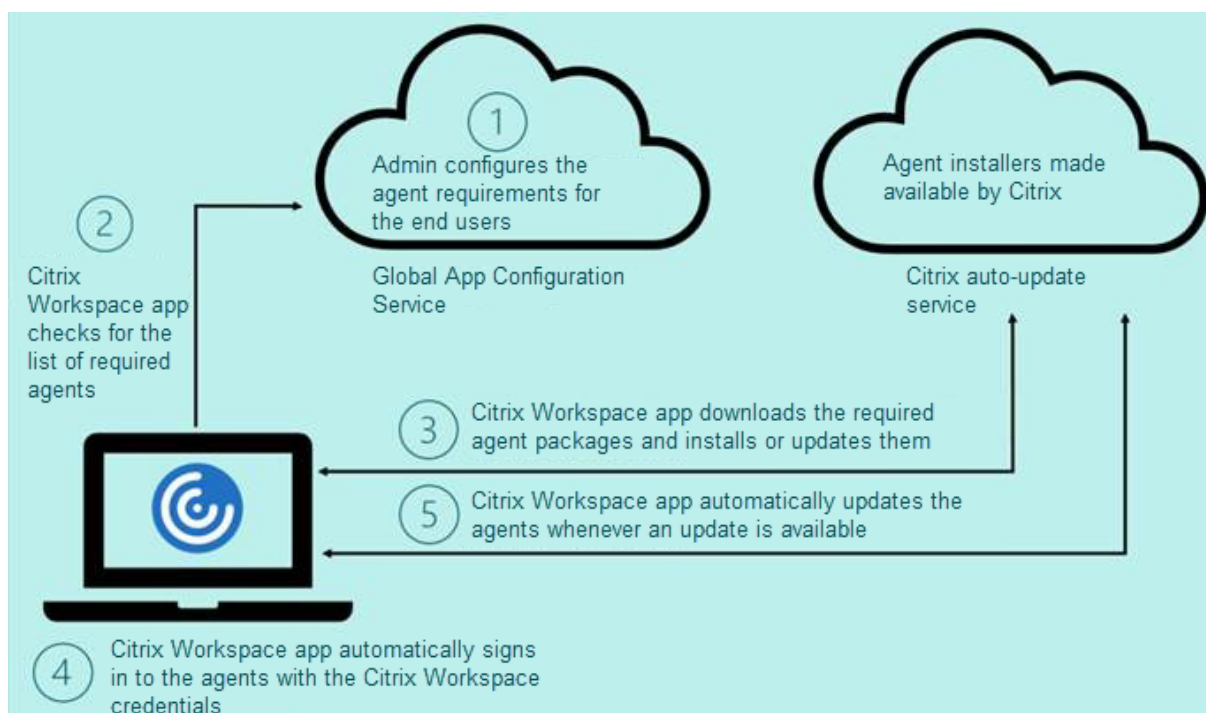 1
Admin configures the
agent requirements for
the end users
Global App Configuration
Service
Agent installers made
available by Citrix
Citrix auto-update
service
2
Citrix
Workspace app
checks for the
list of required
agents
3
Citrix Workspace app downloads the required
agent packages and installs or updates them
5
Citrix Workspace app automatically updates the
agents whenever an update is available
4
Citrix Workspace app automatically signs
in to the agents with the Citrix Workspace
credentials